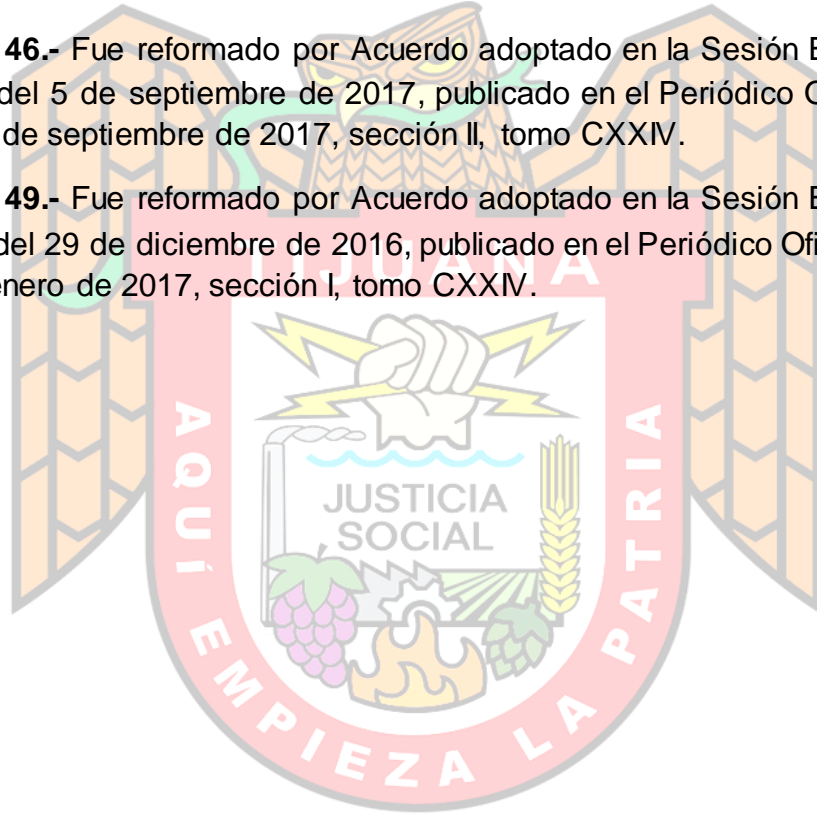 46.- Fue reformado por Acuerdo adoptado en la Sesión
del 5 de septiembre de 2017, publicado en el Periódico
de septiembre de 2017, sección II, tomo CXXIV.
49.- Fue reformado por Acuerdo adoptado en la Sesión
del 29 de diciembre de 2016, publicado en el Periódico Ofi
enero de 2017, sección I, tomo CXXIV.
TIJUANA
JUSTICIA
SOCIAL
AQUÍ EMPIEZA LA PATRIA